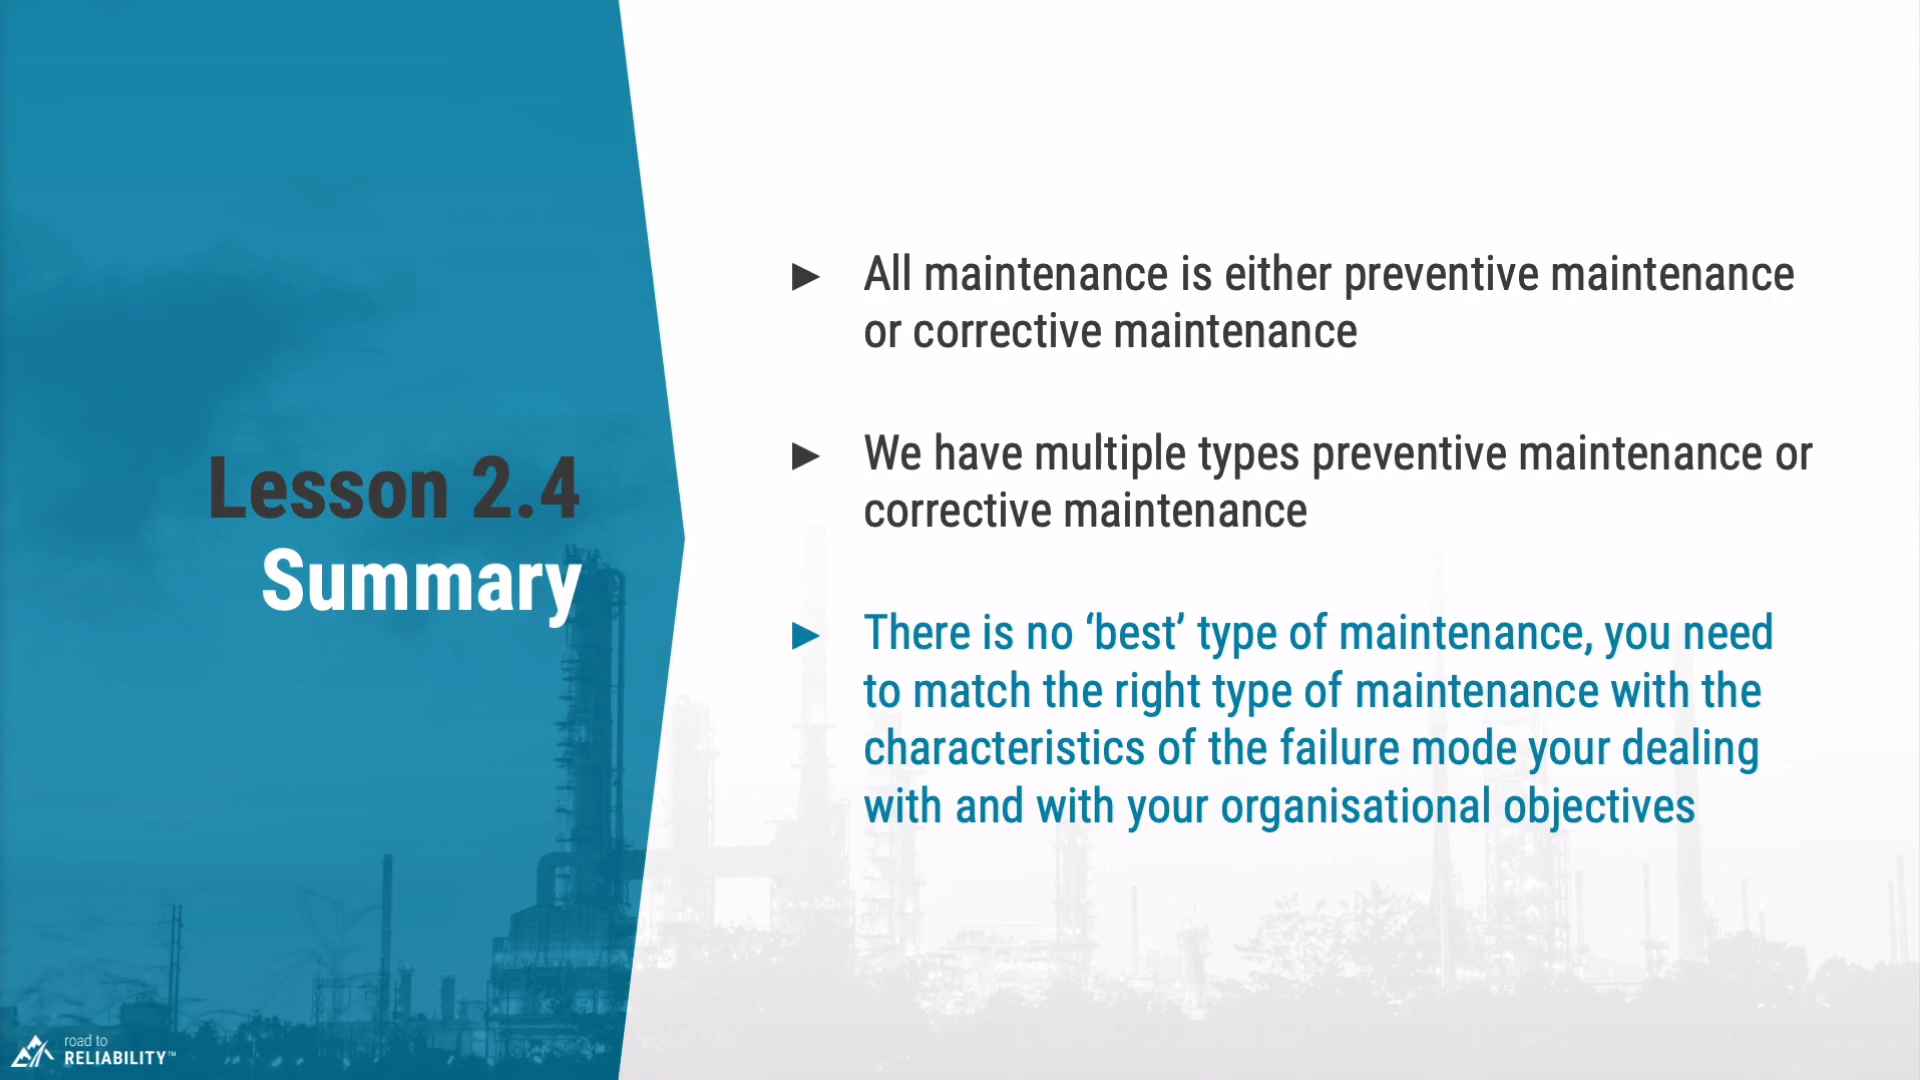 Lesson 2.4
Summary
► All maintenance is either preventive maintenance
or corrective maintenance
► We have multiple types preventive maintenance or
corrective maintenance
► There is no ‘best’ type of maintenance, you need
to match the right type of maintenance with the
characteristics of the failure mode your dealing
with and with your organisational objectives
road to
RELIABILITY™